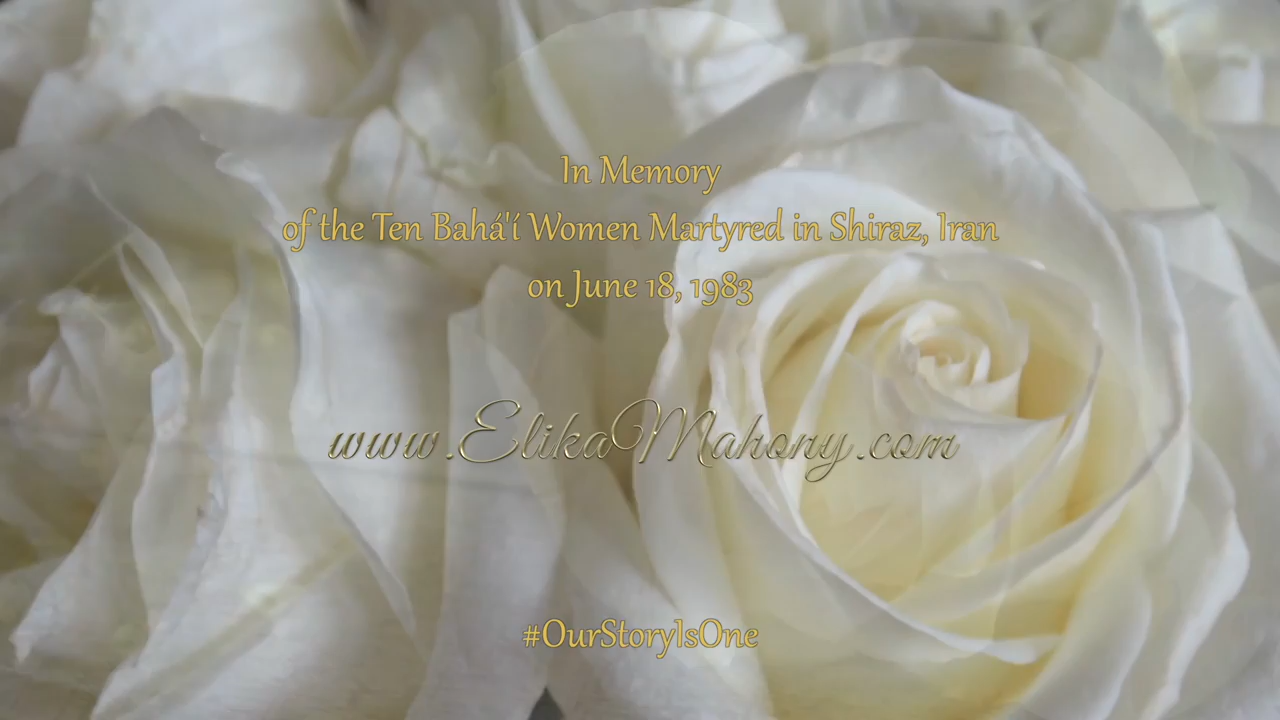 In Memory
of the Ten Bahá'í Women Martyred in Shiraz, Iran
on June 18, 1983
www.ElikaMahony.com
#OurStoryIsOne